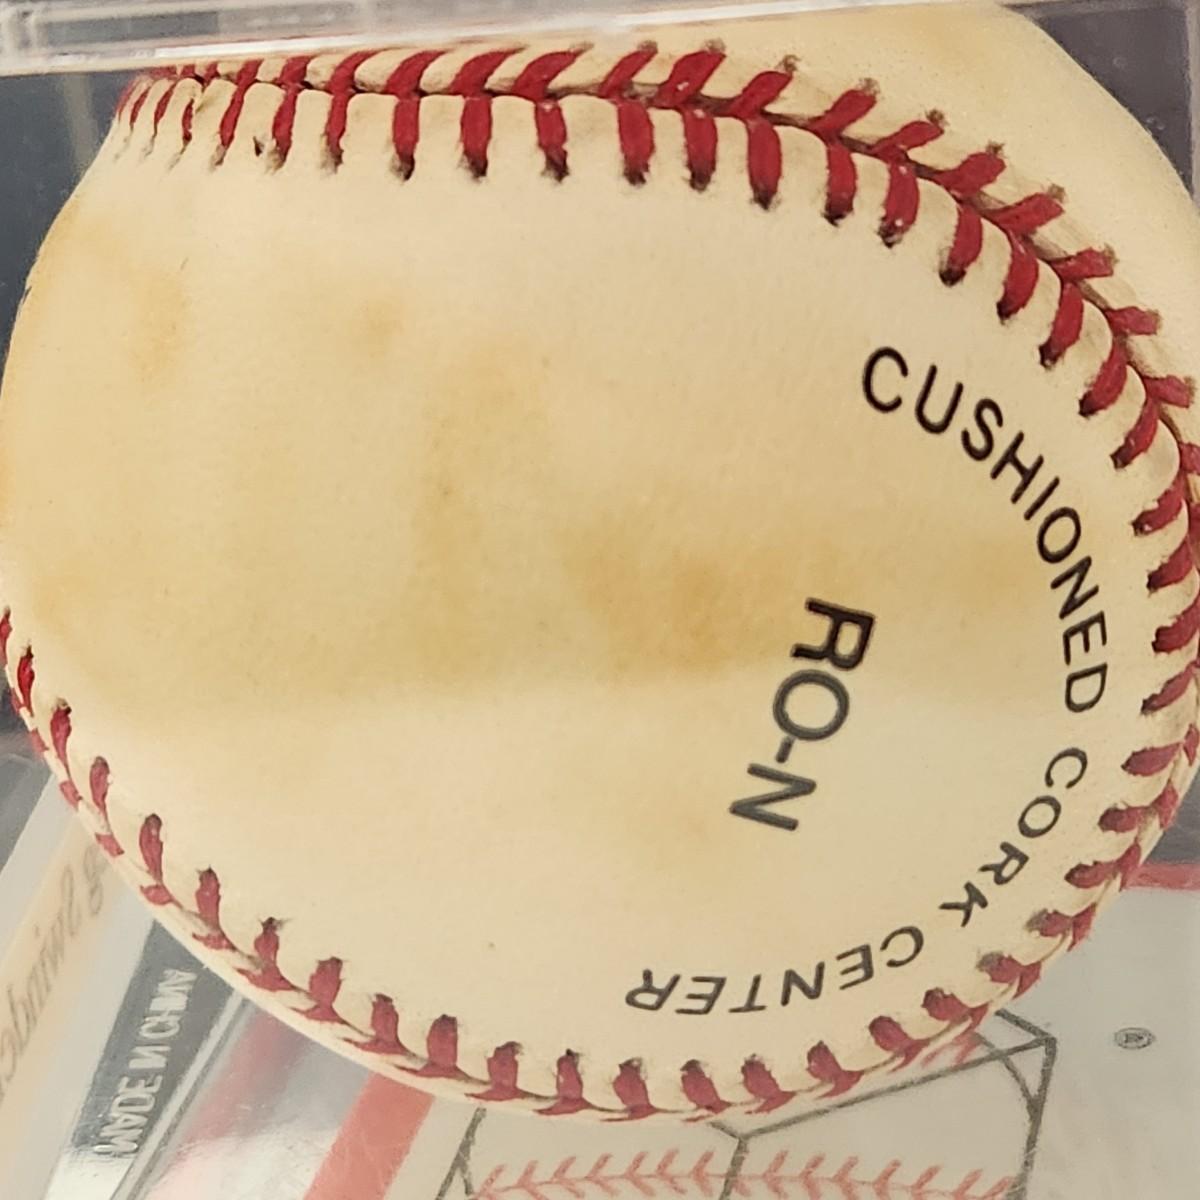 CUSHIONED CORK CENTER
RO-N
MADE IN CHINA
®